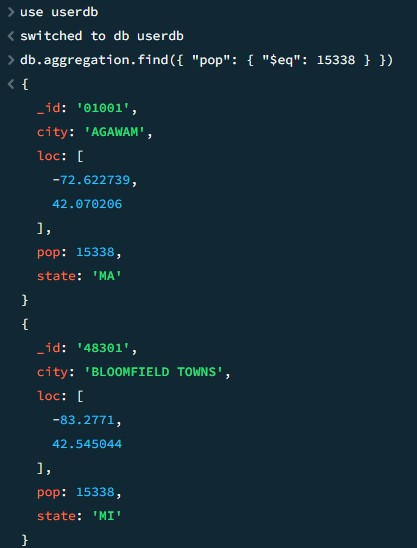 > use userdb
< switched to db userdb
> db.aggregation.find({ "pop": { "$eq": 15338 } })
< {
_id: '01001',
city: 'AGAWAM',
loc: [
-72.622739,
42.070206
],
pop: 15338,
state: 'MA'
}
{
_id: '48301',
city: 'BLOOMFIELD TOWNS',
loc: [
-83.2771,
42.545044
],
pop: 15338,
state: 'MI'
}